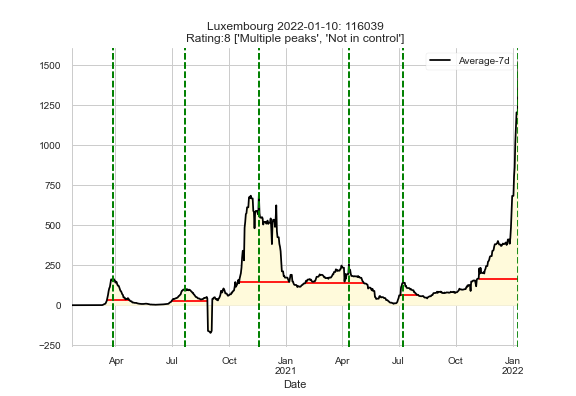 Luxembourg 2022-01-10: 116039
Rating:8 ['Multiple peaks', 'Not in control']
Average-7d
1500
1250
1000
750
500
250
0
−250
Apr Jul Oct Jan Apr Jul Oct Jan
2021 2022
Date